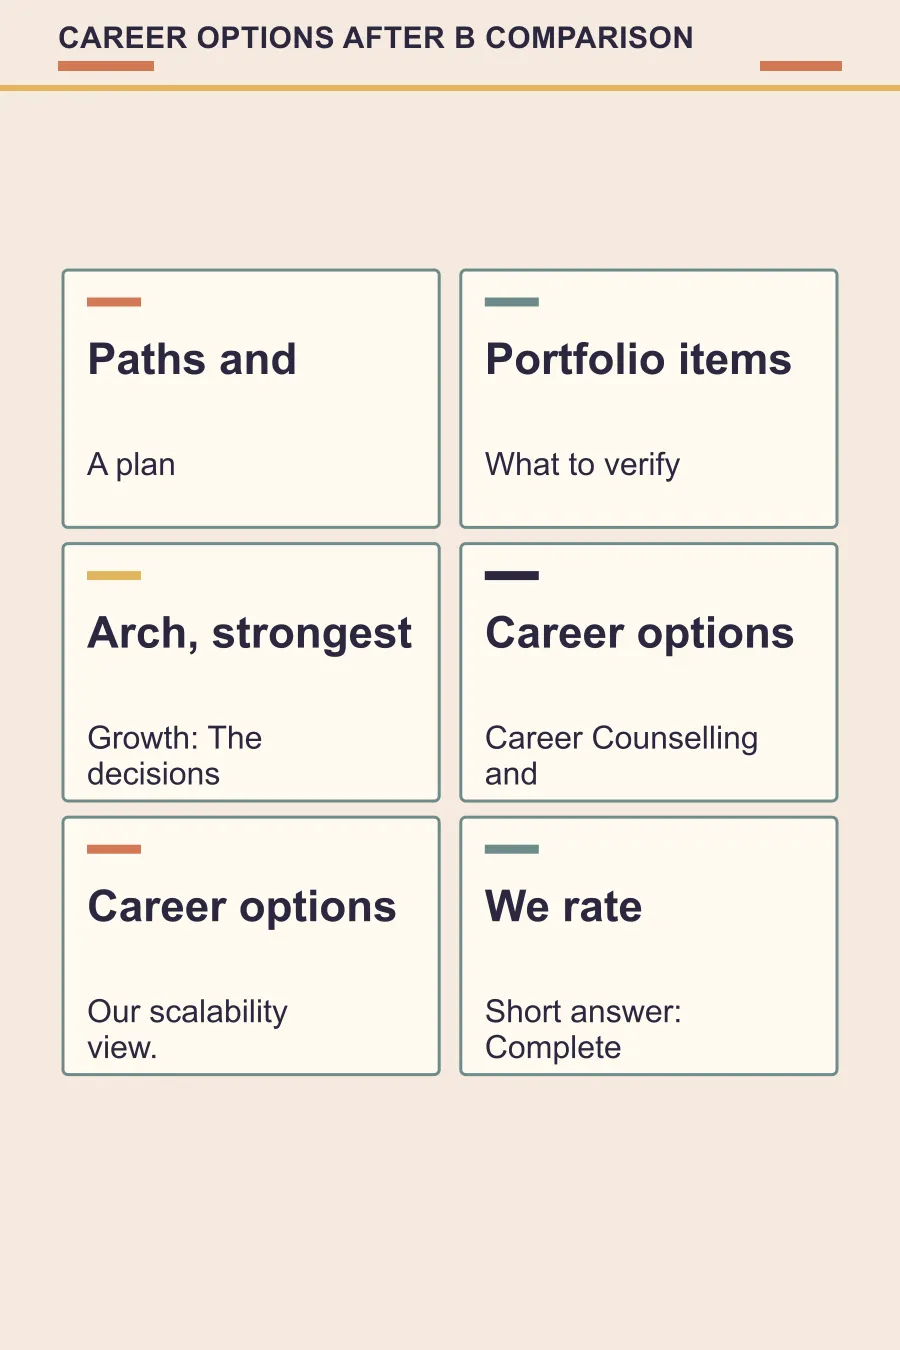 CAREER OPTIONS AFTER B COMPARISON
Paths and
A plan
Portfolio items
What to verify
Arch, strongest
Growth: The
decisions
Career options
Career Counselling
and
Career options
Our scalability
view.
We rate
Short answer:
Complete